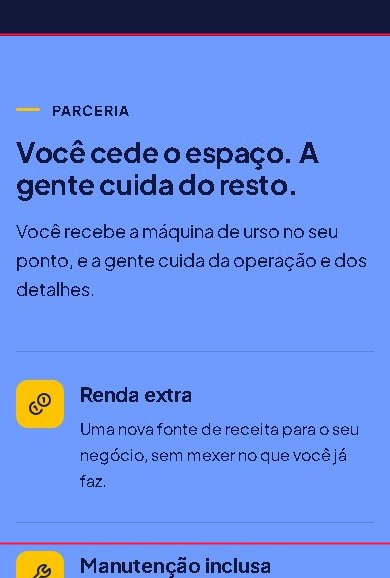 PARCERIA
Você cede o espaço. A
gente cuida do resto.
Você recebe a máquina de urso no seu
ponto, e a gente cuida da operação e dos
detalhes.
Renda extra
Uma nova fonte de receita para o seu
negócio, sem mexer no que você já
faz.
Manutenção inclusa